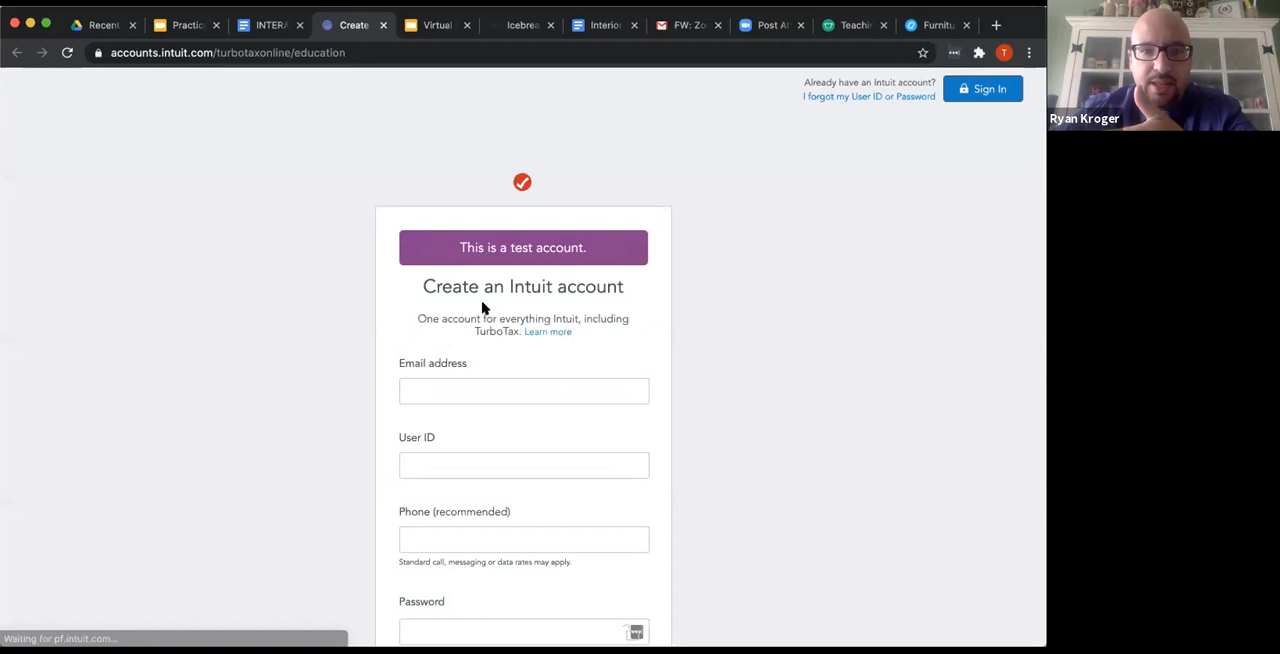 Recent
Practic
INTERA
Create
Virtual
Icebrea
Interior
FW: Zo
Post Al
Teachin
Furnitu
accounts.intuit.com/turbotaxonline/education
T
Already have an Intuit account?
I forgot my User ID or Password
Sign In
Ryan Kroger
This is a test account.
Create an Intuit account
One account for everything Intuit, including
TurboTax. Learn more
Email address
User ID
Phone (recommended)
Standard call, messaging or data rates may apply.
Password
Waiting for pf.intuit.com...